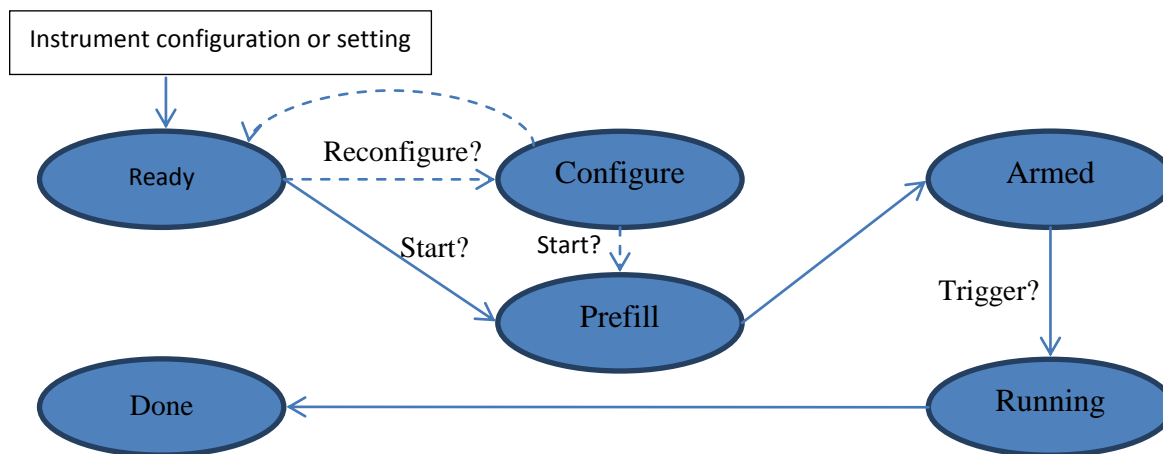 Instrument configuration or setting
Reconfigure?
Ready
Configure
Armed
Start?
Start?
Prefill
Trigger?
Done
Running